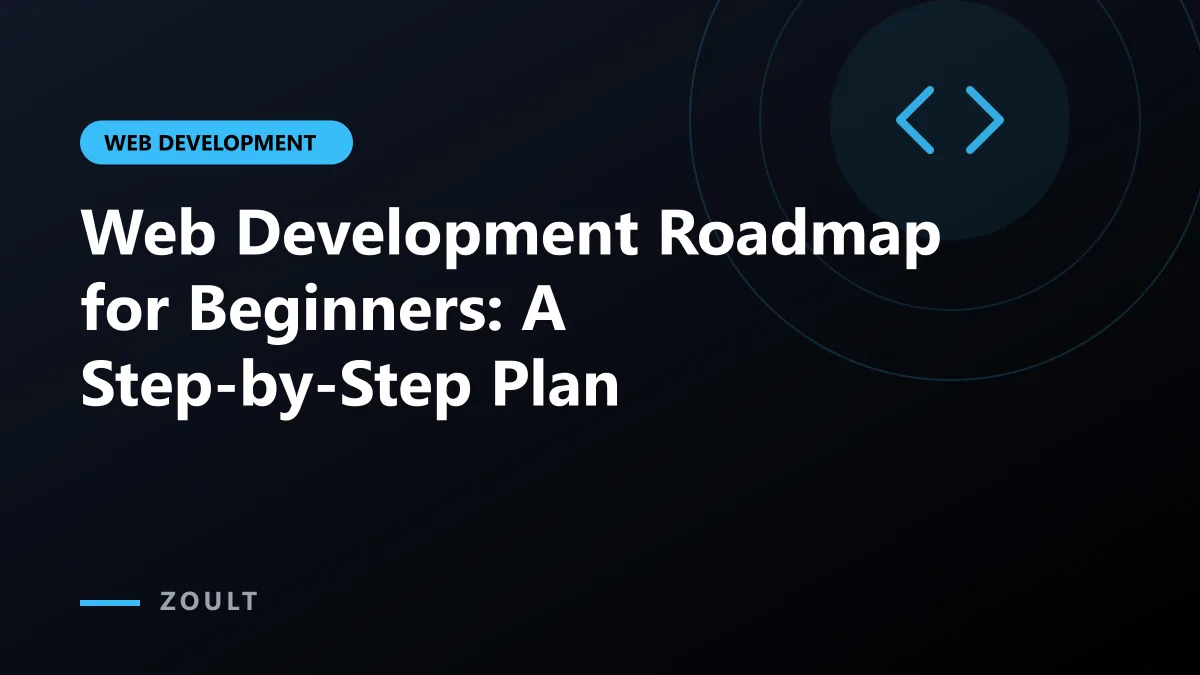 WEB DEVELOPMENT
Web Development Roadmap
for Beginners: A
Step-by-Step Plan
ZOULT